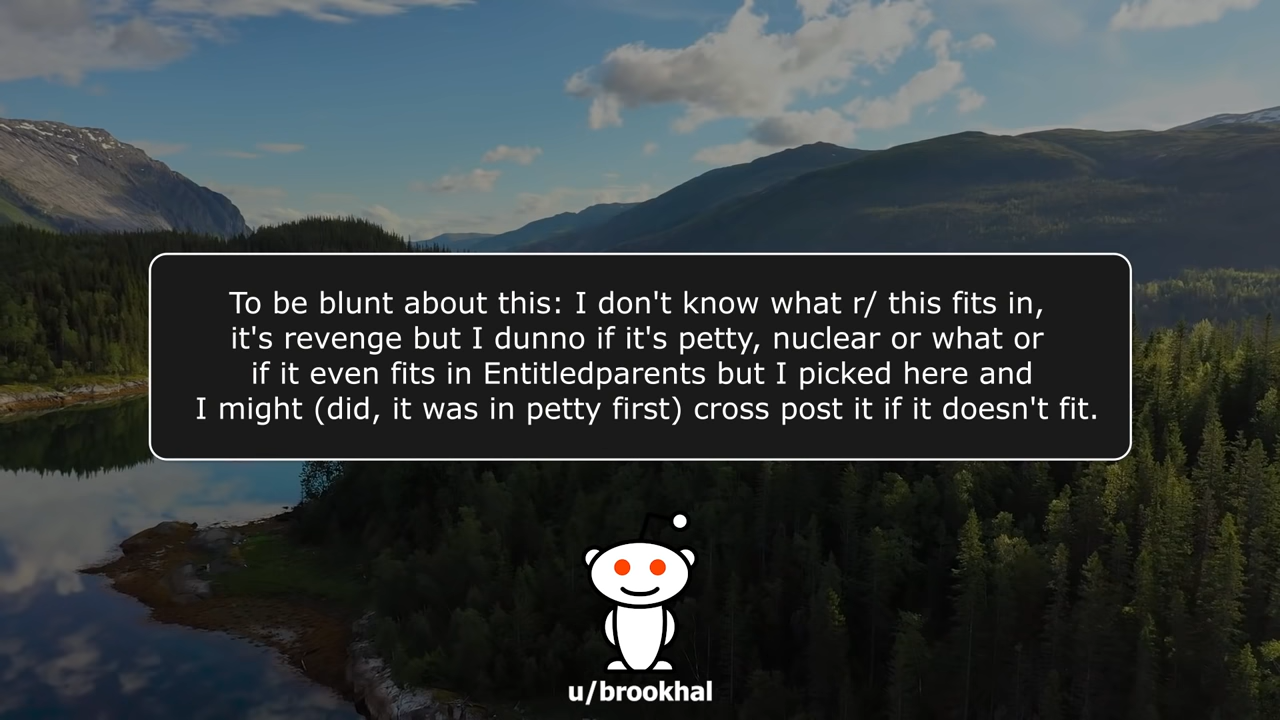 To be blunt about this: I don't know what r/ this fits in,
it's revenge but I dunno if it's petty, nuclear or what or
if it even fits in Entitledparents but I picked here and
I might (did, it was in petty first) cross post it if it doesn't fit.
u/brookhal